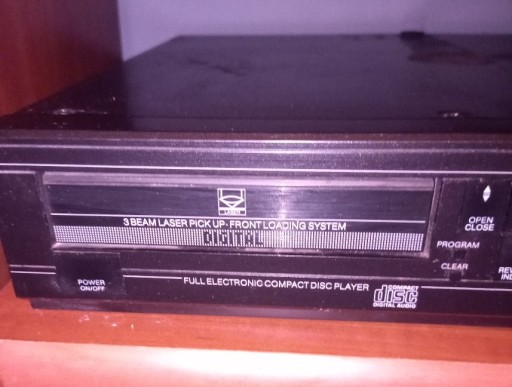 LASER
3 BEAM LASER PICK UP - FRONT LOADING SYSTEM
DIGITAL
OPEN
CLOSE
PROGRAM
CLEAR
POWER
ON/OFF
FULL ELECTRONIC COMPACT DISC PLAYER
COMPACT
disc
DIGITAL AUDIO